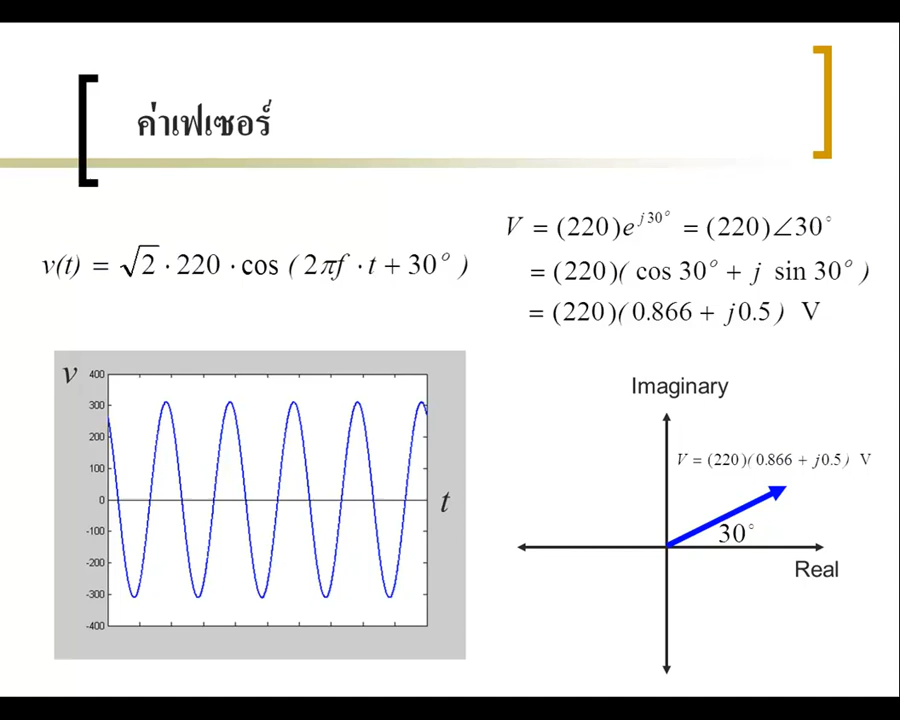 ค่าเฟเซอร์
v(t) = √2 · 220 · cos ( 2πf · t + 30° )
V = (220)e^{j30°} = (220)∠30°
= (220)( cos 30° + j sin 30° )
= (220)( 0.866 + j0.5 ) V
v
400
300
200
100
0
-100
-200
-300
-400
t
Imaginary
V = (220)( 0.866 + j0.5 ) V
30°
Real